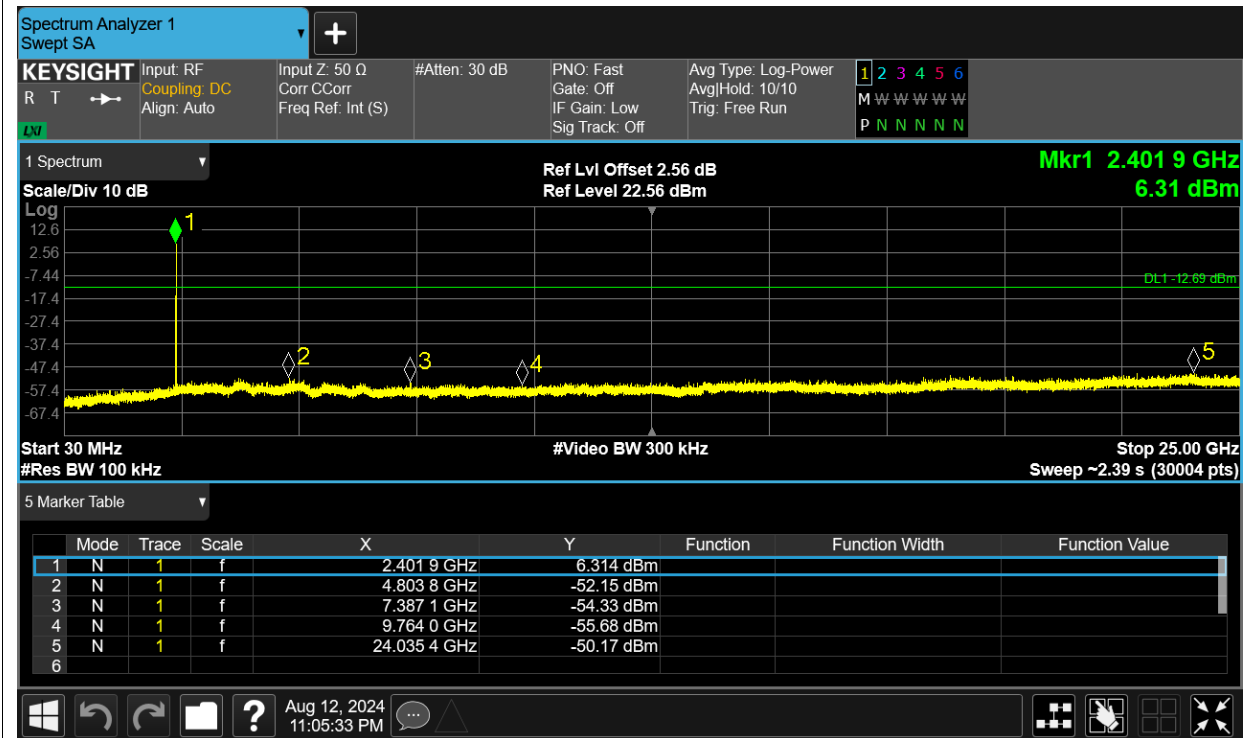 Spectrum Analyzer 1
Swept SA
KEYSIGHT
R T
LXI
Input: RF
Coupling: DC
Align: Auto
Input Z: 50 Ω
Corr CCorr
Freq Ref: Int (S)
#Atten: 30 dB
PNO: Fast
Gate: Off
IF Gain: Low
Sig Track: Off
Avg Type: Log-Power
Avg|Hold: 10/10
Trig: Free Run
1 2 3 4 5 6
M W W W W W
P N N N N N
1 Spectrum
Scale/Div 10 dB
Ref Lvl Offset 2.56 dB
Ref Level 22.56 dBm
Mkr1 2.401 9 GHz
6.31 dBm
Log
12.6
2.56
-7.44
-17.4
-27.4
-37.4
-47.4
-57.4
-67.4
1
2
3
4
5
DL1 -12.69 dBm
Start 30 MHz
#Res BW 100 kHz
#Video BW 300 kHz
Stop 25.00 GHz
Sweep ~2.39 s (30004 pts)
5 Marker Table
Mode Trace Scale X Y Function Function Width Function Value
1 N 1 f 2.401 9 GHz 6.314 dBm
2 N 1 f 4.803 8 GHz -52.15 dBm
3 N 1 f 7.387 1 GHz -54.33 dBm
4 N 1 f 9.764 0 GHz -55.68 dBm
5 N 1 f 24.035 4 GHz -50.17 dBm
6
?
Aug 12, 2024
11:05:33 PM